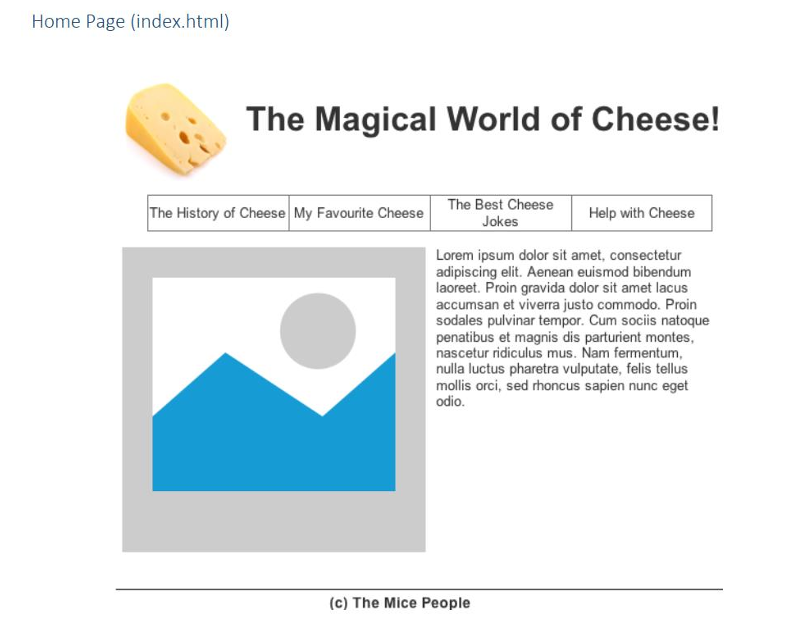 Home Page (index.html)
The Magical World of Cheese!
The History of Cheese
My Favourite Cheese
The Best Cheese
Jokes
Help with Cheese
Lorem ipsum dolor sit amet, consectetur
adipiscing elit. Aenean euismod bibendum
laoreet. Proin gravida dolor sit amet lacus
accumsan et viverra justo commodo. Proin
sodales pulvinar tempor. Cum sociis natoque
penatibus et magnis dis parturient montes,
nascetur ridiculus mus. Nam fermentum,
nulla luctus pharetra vulputate, felis tellus
mollis orci, sed rhoncus sapien nunc eget
odio.
(c) The Mice People